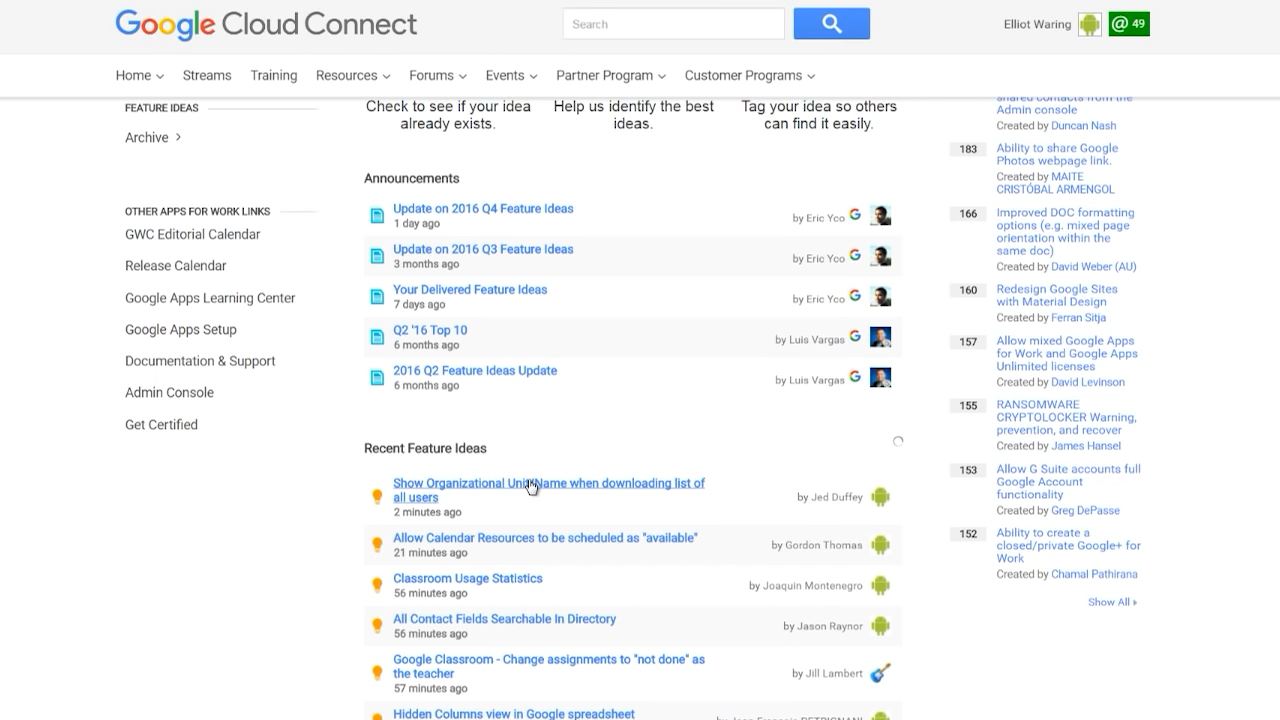 Google Cloud Connect
Search
Elliot Waring
@ 49
Home
Streams
Training
Resources
Forums
Events
Partner Program
Customer Programs
FEATURE IDEAS
Archive >
OTHER APPS FOR WORK LINKS
GWC Editorial Calendar
Release Calendar
Google Apps Learning Center
Google Apps Setup
Documentation & Support
Admin Console
Get Certified
Check to see if your idea
already exists.
Help us identify the best
ideas.
Tag your idea so others
can find it easily.
Announcements
Update on 2016 Q4 Feature Ideas
1 day ago
by Eric Yco
Update on 2016 Q3 Feature Ideas
3 months ago
by Eric Yco
Your Delivered Feature Ideas
7 days ago
by Eric Yco
Q2 '16 Top 10
6 months ago
by Luis Vargas
2016 Q2 Feature Ideas Update
6 months ago
by Luis Vargas
Recent Feature Ideas
Show Organizational Unit Name when downloading list of
all users
2 minutes ago
by Jed Duffey
Allow Calendar Resources to be scheduled as "available"
21 minutes ago
by Gordon Thomas
Classroom Usage Statistics
56 minutes ago
by Joaquin Montenegro
All Contact Fields Searchable In Directory
56 minutes ago
by Jason Raynor
Google Classroom - Change assignments to "not done" as
the teacher
57 minutes ago
by Jill Lambert
Hidden Columns view in Google spreadsheet
shared contacts from the
Admin console
Created by Duncan Nash
183
Ability to share Google
Photos webpage link.
Created by MAITE
CRISTÓBAL ARMENGOL
166
Improved DOC formatting
options (e.g. mixed page
orientation within the
same doc)
Created by David Weber (AU)
160
Redesign Google Sites
with Material Design
Created by Ferran Sitja
157
Allow mixed Google Apps
for Work and Google Apps
Unlimited licenses
Created by David Levinson
155
RANSOMWARE
CRYPTOLOCKER Warning,
prevention, and recover
Created by James Hansel
153
Allow G Suite accounts full
Google Account
functionality
Created by Greg DePasse
152
Ability to create a
closed/private Google+ for
Work
Created by Chamal Pathirana
Show All